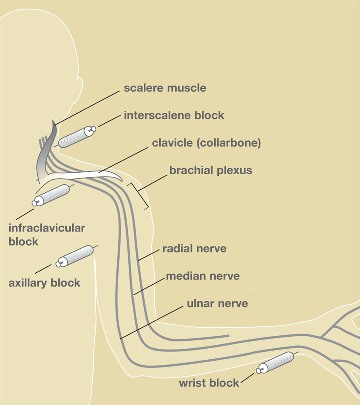 scalere muscle
interscalene block
clavicle (collarbone)
brachial plexus
infraclavicular
block
radial nerve
median nerve
axillary block
ulnar nerve
wrist block